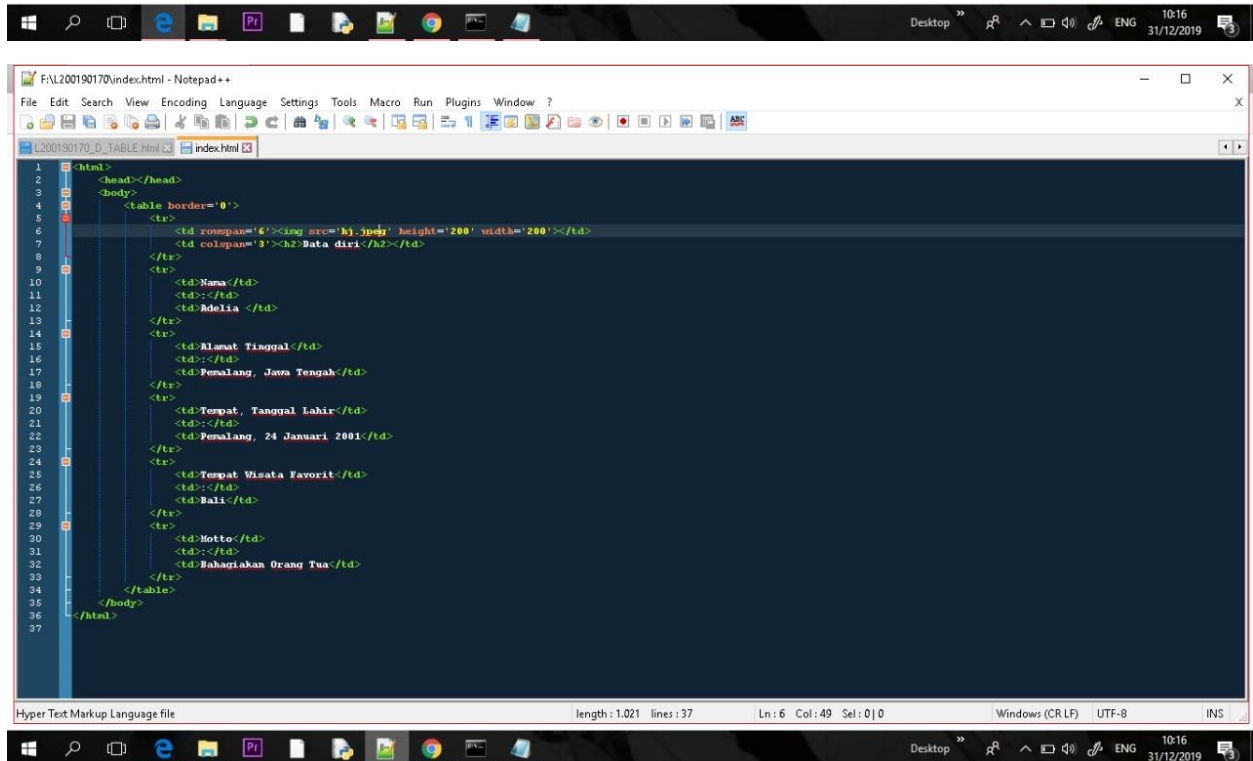 Desktop
ENG
10:16
31/12/2019
3
F:\L200190170\index.html - Notepad++
File Edit Search View Encoding Language Settings Tools Macro Run Plugins Window ?
L200190170_D_TABLE.html index.html
1 <html>
2 <head></head>
3 <body>
4 <table border='0'>
5 <tr>
6 <td rowspan='6'><img src='hj.jpeg' height='200' width='200'></td>
7 <td colspan='3'><h2>Data diri</h2></td>
8 </tr>
9 <tr>
10 <td>Nama</td>
11 <td>:</td>
12 <td>Adelia </td>
13 </tr>
14 <tr>
15 <td>Alamat Tinggal</td>
16 <td>:</td>
17 <td>Pemalang, Jawa Tengah</td>
18 </tr>
19 <tr>
20 <td>Tempat, Tanggal Lahir</td>
21 <td>:</td>
22 <td>Pemalang, 24 Januari 2001</td>
23 </tr>
24 <tr>
25 <td>Tempat Wisata Favorit</td>
26 <td>:</td>
27 <td>Bali</td>
28 </tr>
29 <tr>
30 <td>Motto</td>
31 <td>:</td>
32 <td>Bahagiakan Orang Tua</td>
33 </tr>
34 </table>
35 </body>
36 </html>
37
Hyper Text Markup Language file length : 1.021 lines : 37 Ln : 6 Col : 49 Sel : 0 | 0 Windows (CR LF) UTF-8 INS
Desktop
ENG
10:16
31/12/2019
3